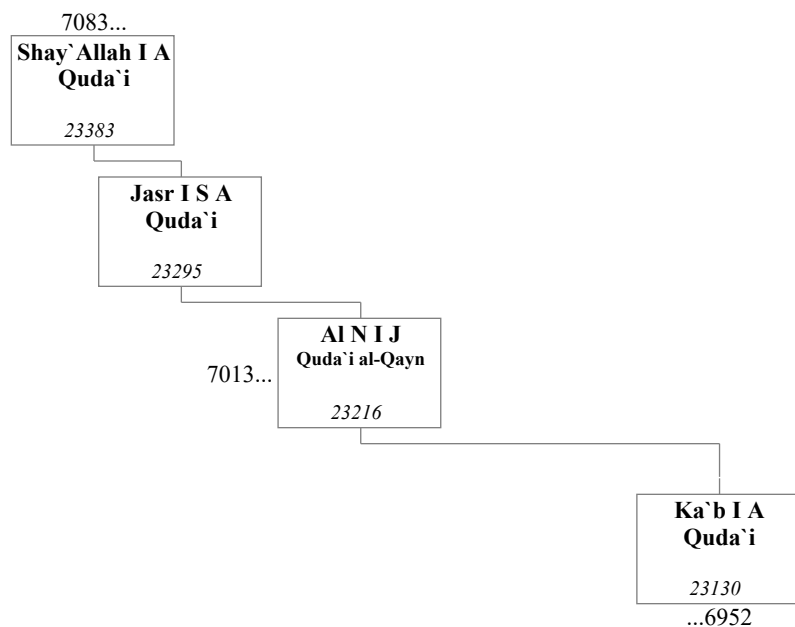 7083...
Shay`Allah I A
Quda`i
23383
Jasr I S A
Quda`i
23295
Al N I J
Quda`i al-Qayn
7013...
23216
Ka`b I A
Quda`i
23130
...6952